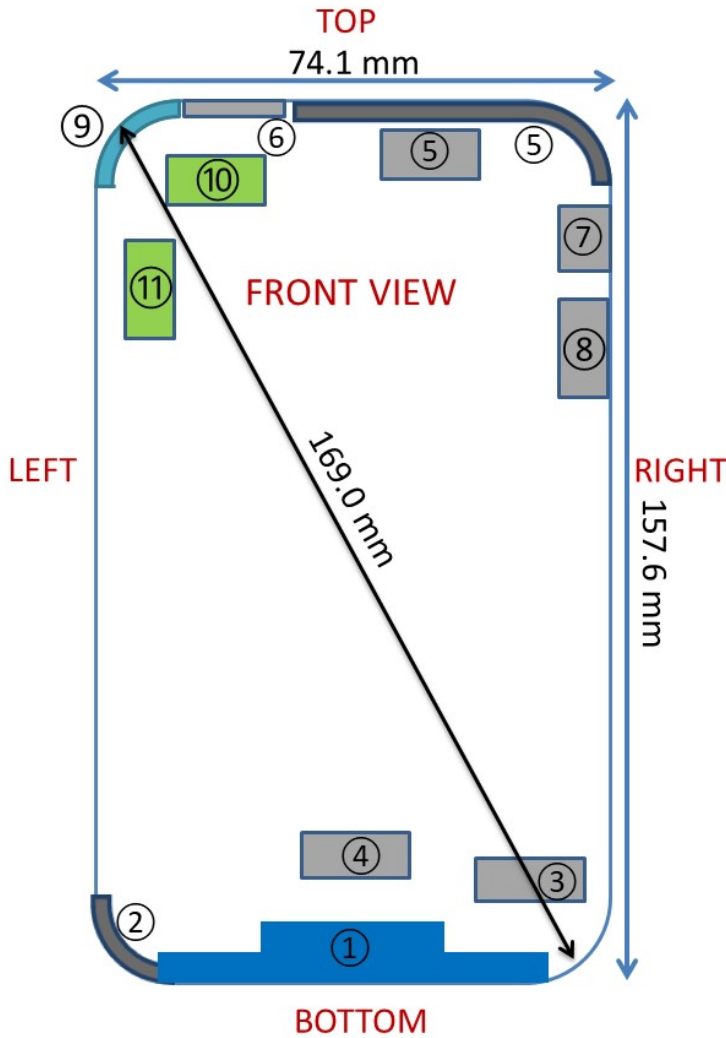 TOP
74.1 mm
⑨
⑥
⑤
⑤
⑩
⑦
⑪
FRONT VIEW
⑧
LEFT
169.0 mm
RIGHT
157.6 mm
④
③
②
①
BOTTOM